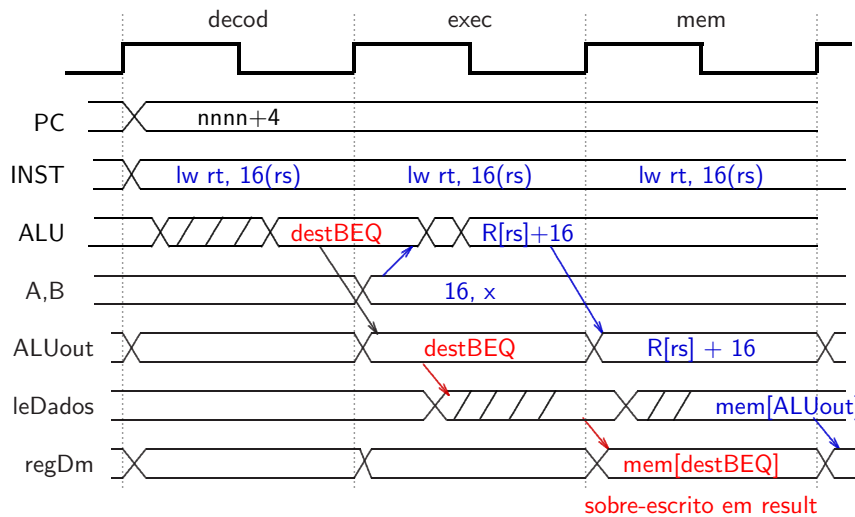 decod exec mem
PC nnnn+4
INST lw rt, 16(rs) lw rt, 16(rs) lw rt, 16(rs)
ALU destBEQ R[rs]+16
A,B 16, x
ALUout destBEQ R[rs] + 16
leDados mem[ALUout]
regDm mem[destBEQ]
sobre-escrito em result